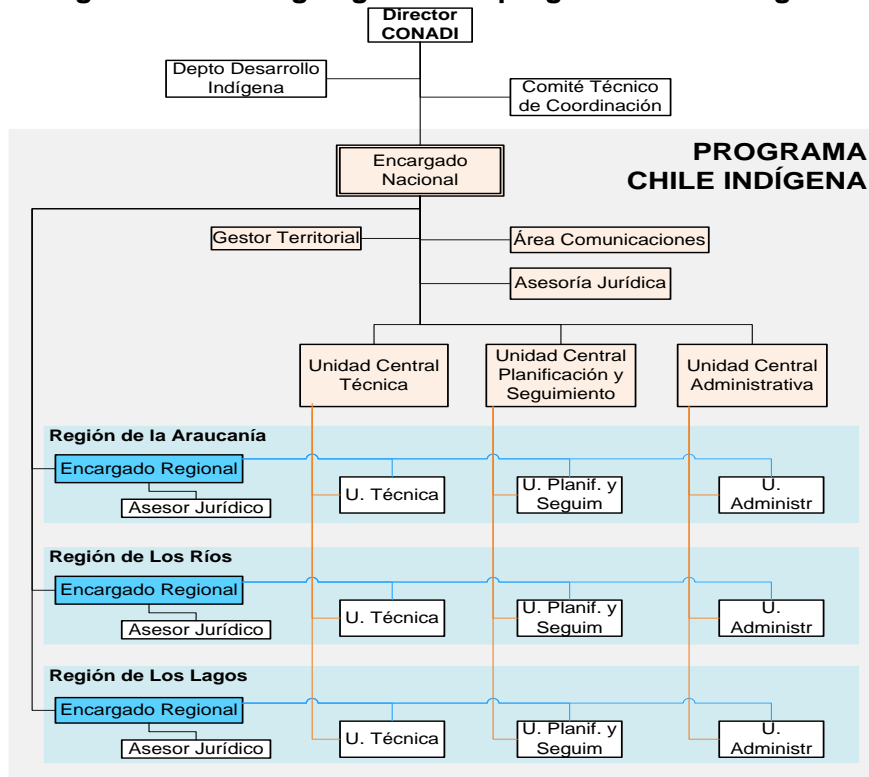 Director
CONADI
Depto Desarrollo
Indígena
Comité Técnico
de Coordinación
PROGRAMA
CHILE INDÍGENA
Encargado
Nacional
Gestor Territorial
Área Comunicaciones
Asesoría Jurídica
Unidad Central
Técnica
Unidad Central
Planificación y
Seguimiento
Unidad Central
Administrativa
Región de la Araucanía
Encargado Regional
Asesor Jurídico
U. Técnica
U. Planif. y
Seguim
U.
Administr
Región de Los Ríos
Encargado Regional
Asesor Jurídico
U. Técnica
U. Planif. y
Seguim
U.
Administr
Región de Los Lagos
Encargado Regional
Asesor Jurídico
U. Técnica
U. Planif. y
Seguim
U.
Administr